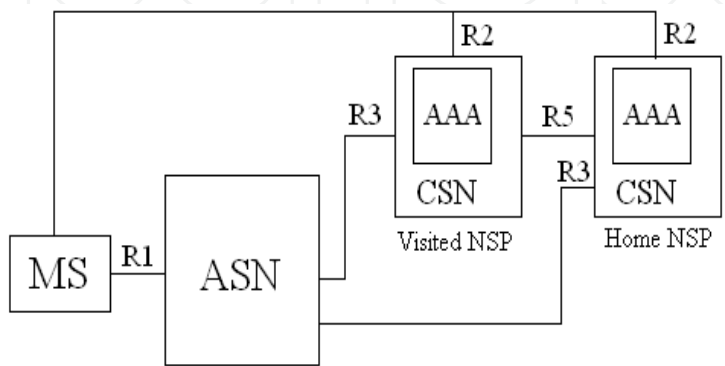 R2
R2
AAA
AAA
R3
R5
CSN
R3
CSN
Visited NSP
Home NSP
MS
R1
ASN